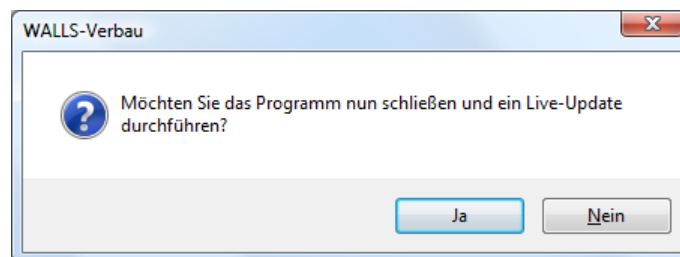 WALLS-Verbau
Möchten Sie das Programm nun schließen und ein Live-Update
durchführen?
Ja
Nein